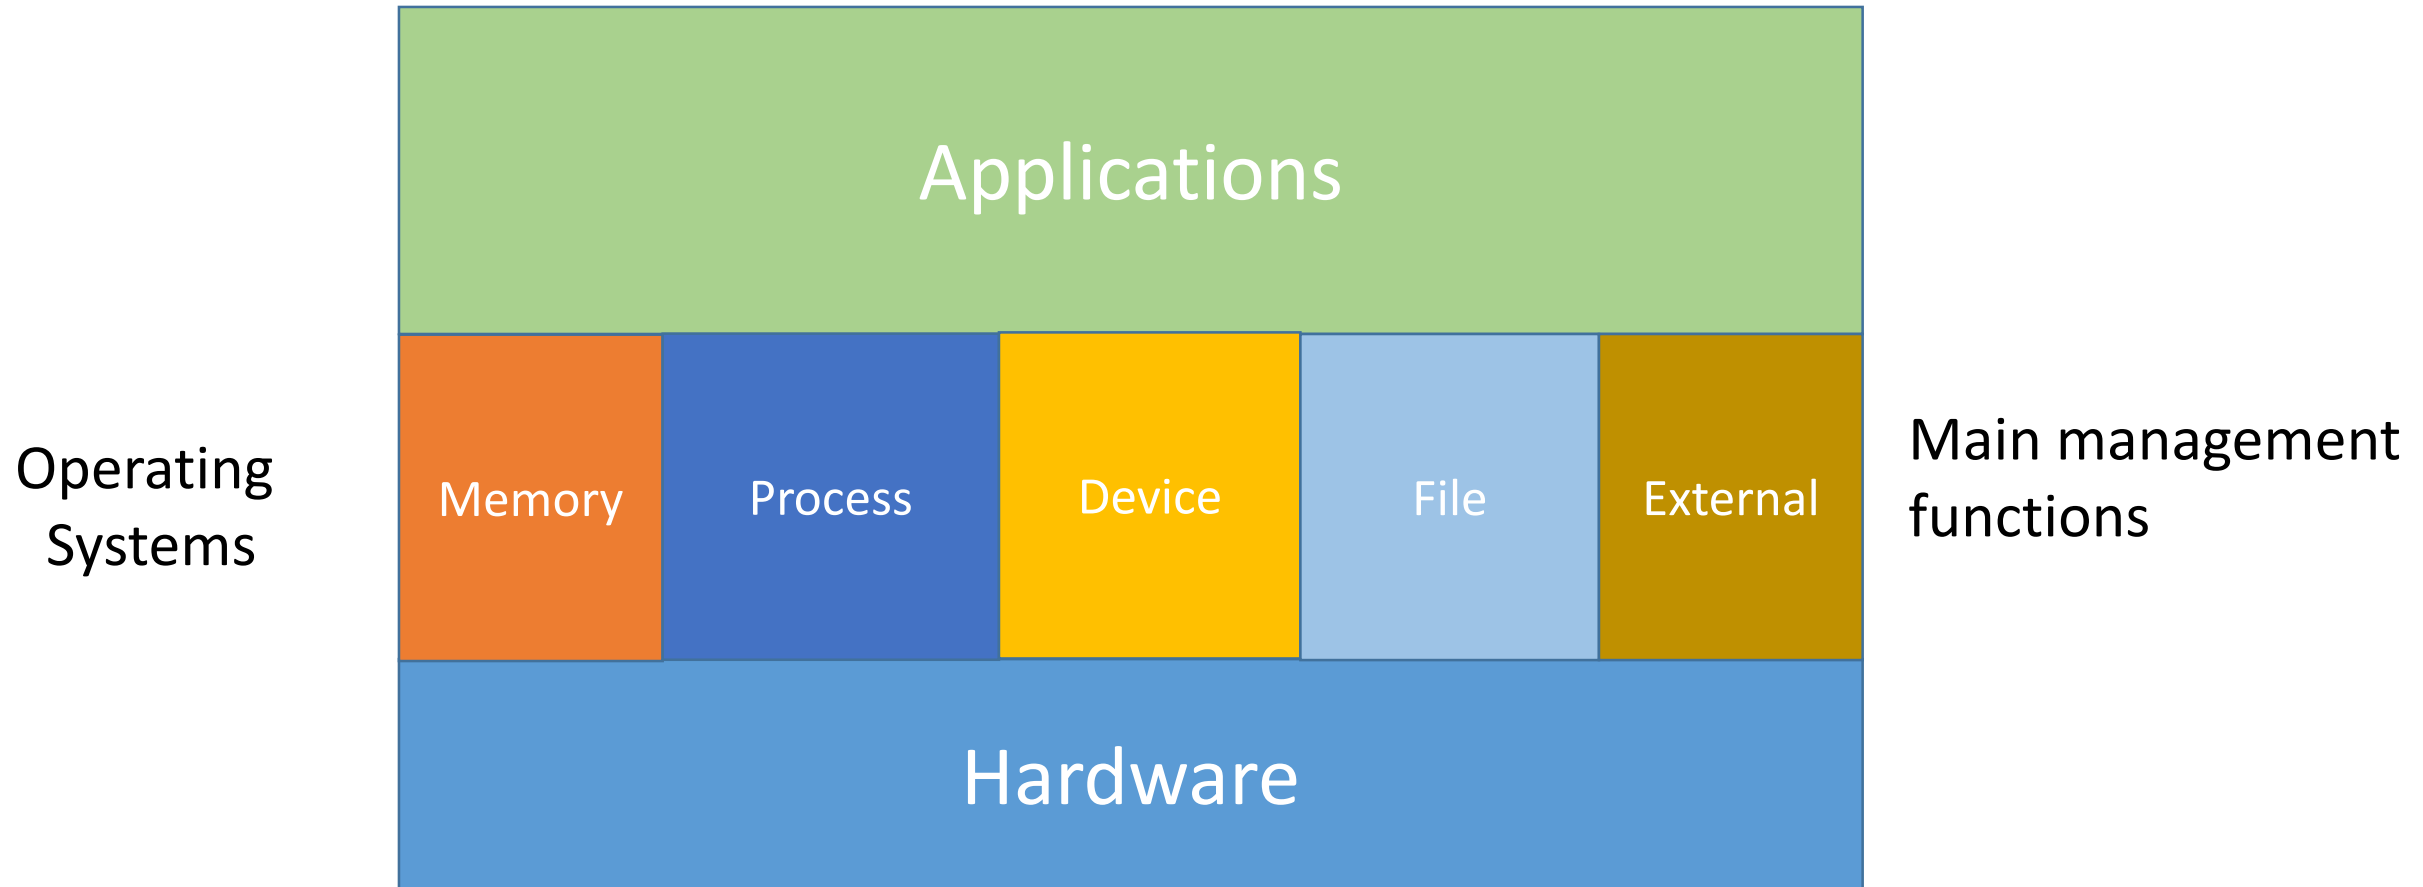 Applications
Operating
Systems
Memory
Process
Device
File
External
Main management
functions
Hardware